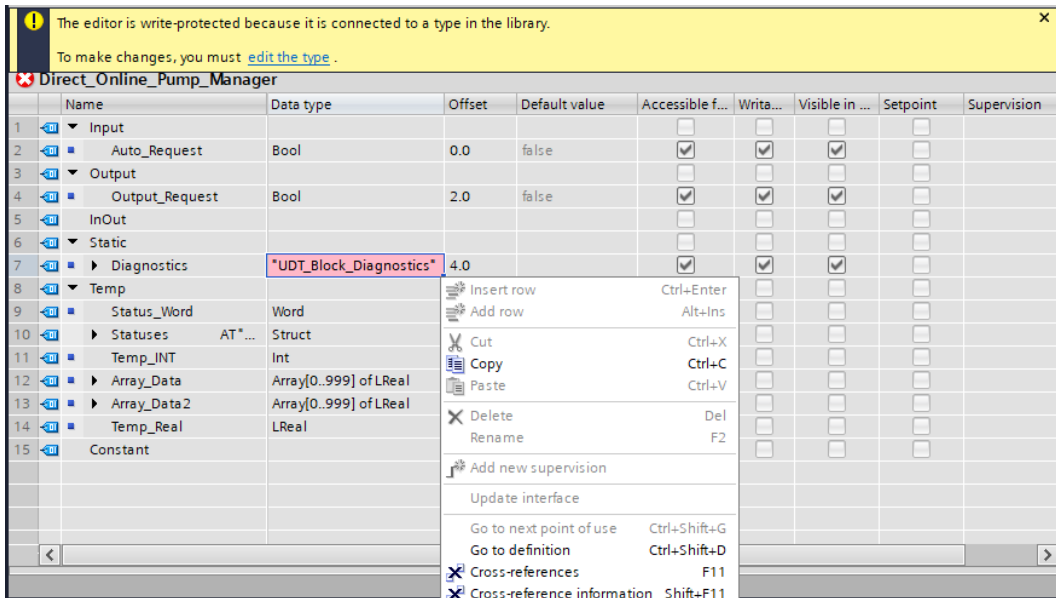 The editor is write-protected because it is connected to a type in the library.
To make changes, you must edit the type .
Direct_Online_Pump_Manager
Name Data type Offset Default value Accessible f... Writa... Visible in ... Setpoint Supervision
1 Input
2 Auto_Request Bool 0.0 false
3 Output
4 Output_Request Bool 2.0 false
5 InOut
6 Static
7 Diagnostics "UDT_Block_Diagnostics" 4.0
8 Temp
9 Status_Word Word
10 Statuses AT"... Struct
11 Temp_INT Int
12 Array_Data Array[0..999] of LReal
13 Array_Data2 Array[0..999] of LReal
14 Temp_Real LReal
15 Constant
Insert row Ctrl+Enter
Add row Alt+Ins
Cut Ctrl+X
Copy Ctrl+C
Paste Ctrl+V
Delete Del
Rename F2
Add new supervision
Update interface
Go to next point of use Ctrl+Shift+G
Go to definition Ctrl+Shift+D
Cross-references F11
Cross-reference information Shift+F11